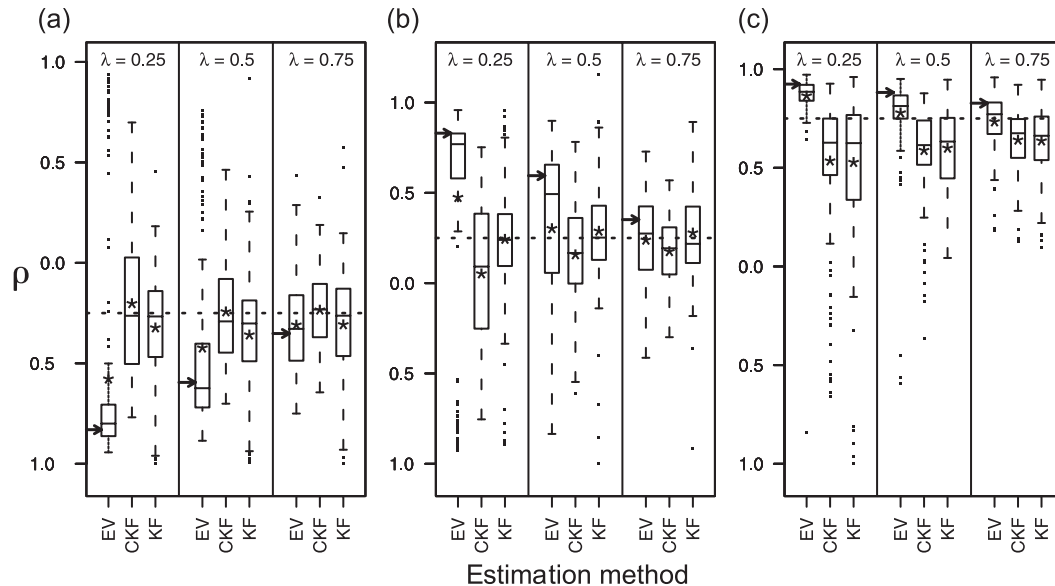 (a)
(b)
(c)
λ = 0.25
λ = 0.5
λ = 0.75
λ = 0.25
λ = 0.5
λ = 0.75
λ = 0.25
λ = 0.5
λ = 0.75
1.0
0.5
0.0
0.5
1.0
1.0
0.5
0.0
0.5
1.0
1.0
0.5
0.0
0.5
1.0
ρ
EV
CKF
KF
EV
CKF
KF
EV
CKF
KF
EV
CKF
KF
EV
CKF
KF
EV
CKF
KF
EV
CKF
KF
EV
CKF
KF
EV
CKF
KF
Estimation method